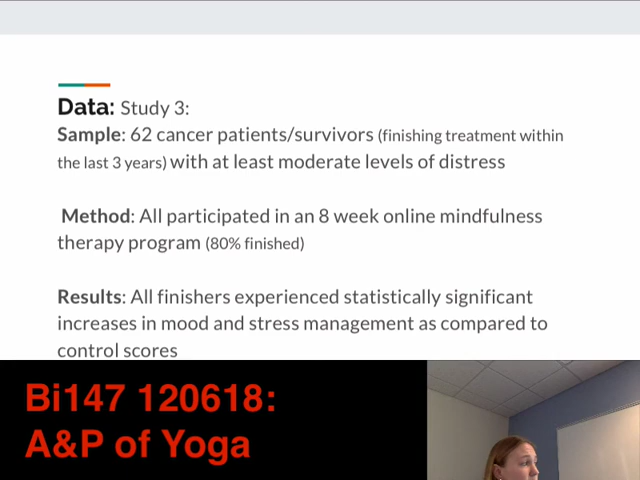 Data: Study 3:
Sample: 62 cancer patients/survivors (finishing treatment within
the last 3 years) with at least moderate levels of distress
Method: All participated in an 8 week online mindfulness
therapy program (80% finished)
Results: All finishers experienced statistically significant
increases in mood and stress management as compared to
control scores
Bi147 120618:
A&P of Yoga